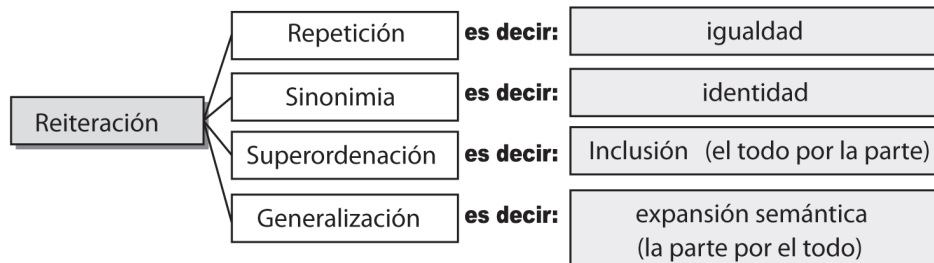 Repetición es decir: igualdad
Sinonimia es decir: identidad
Reiteración
Superordenación es decir: Inclusión (el todo por la parte)
Generalización es decir: expansión semántica
(la parte por el todo)